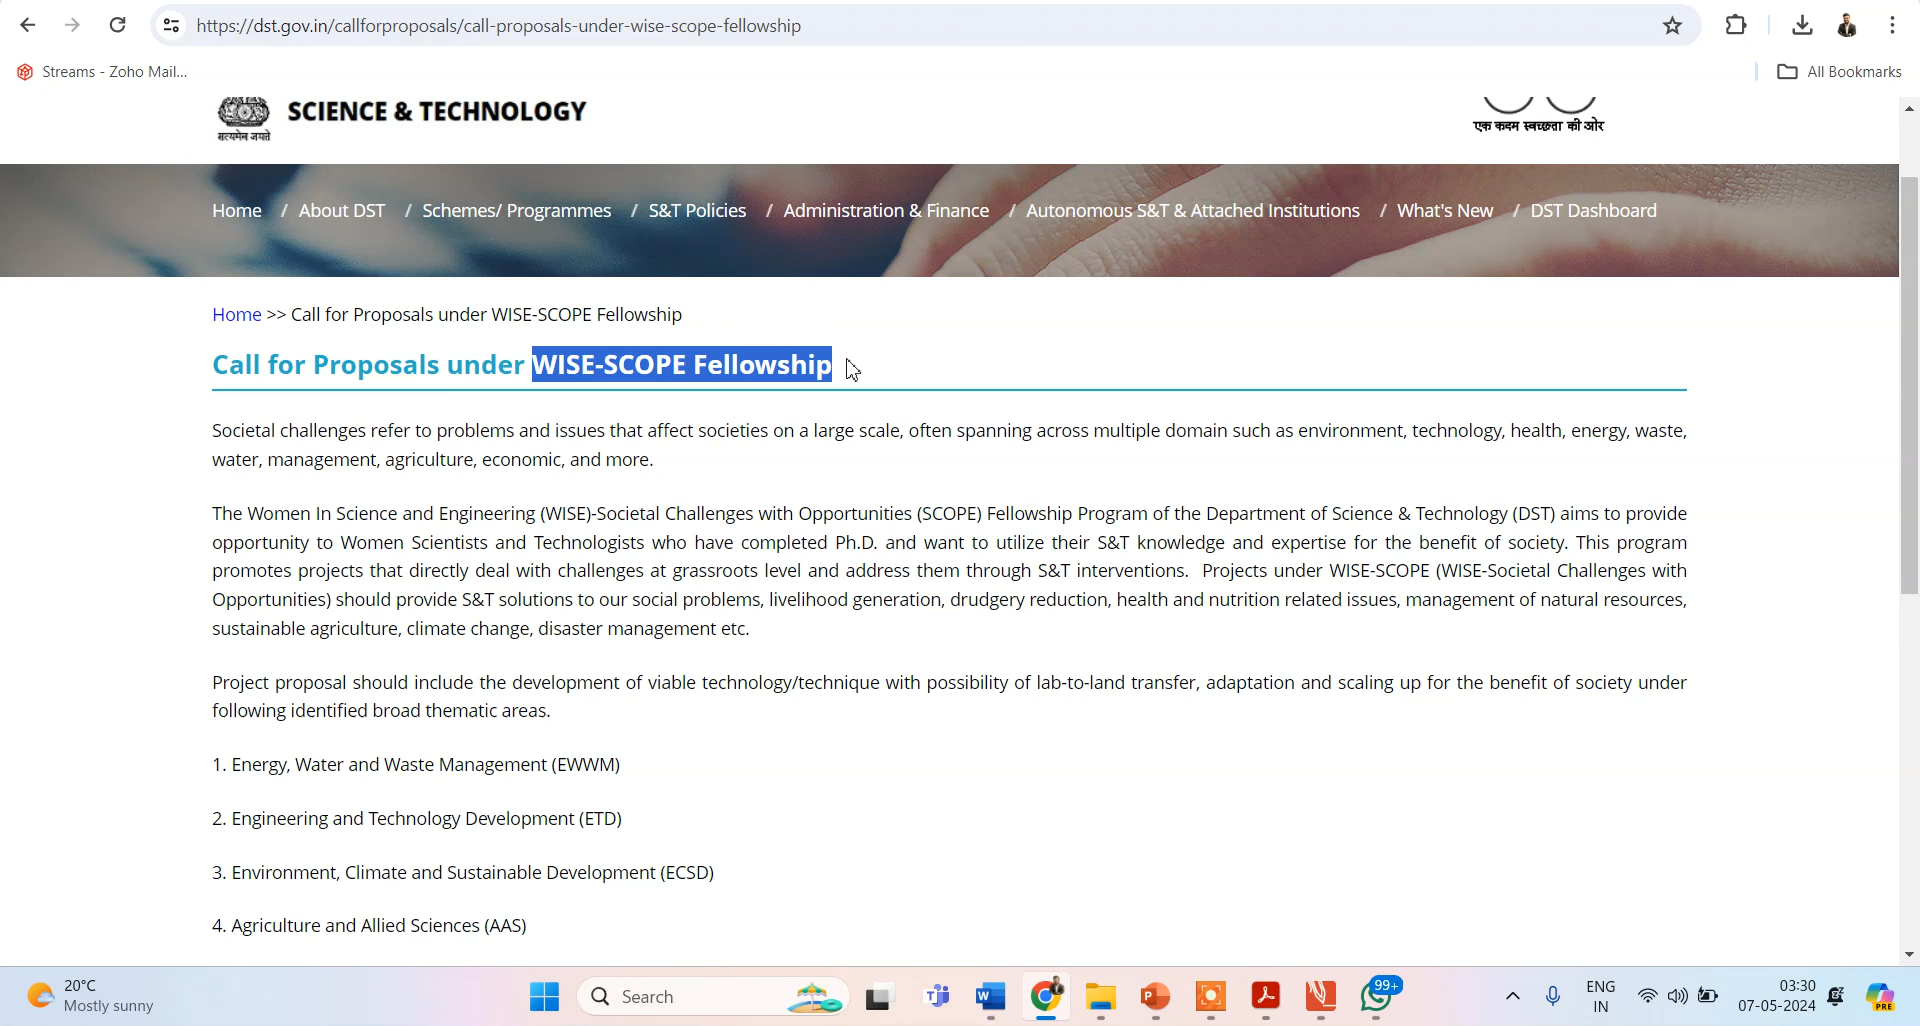 https://dst.gov.in/callforproposals/call-proposals-under-wise-scope-fellowship
Streams - Zoho Mail...
All Bookmarks
सत्यमेव जयते
SCIENCE & TECHNOLOGY
एक कदम स्वच्छता की ओर
Home / About DST / Schemes/ Programmes / S&T Policies / Administration & Finance / Autonomous S&T & Attached Institutions / What's New / DST Dashboard
Home >> Call for Proposals under WISE-SCOPE Fellowship
Call for Proposals under WISE-SCOPE Fellowship
Societal challenges refer to problems and issues that affect societies on a large scale, often spanning across multiple domain such as environment, technology, health, energy, waste,
water, management, agriculture, economic, and more.
The Women In Science and Engineering (WISE)-Societal Challenges with Opportunities (SCOPE) Fellowship Program of the Department of Science & Technology (DST) aims to provide
opportunity to Women Scientists and Technologists who have completed Ph.D. and want to utilize their S&T knowledge and expertise for the benefit of society. This program
promotes projects that directly deal with challenges at grassroots level and address them through S&T interventions. Projects under WISE-SCOPE (WISE-Societal Challenges with
Opportunities) should provide S&T solutions to our social problems, livelihood generation, drudgery reduction, health and nutrition related issues, management of natural resources,
sustainable agriculture, climate change, disaster management etc.
Project proposal should include the development of viable technology/technique with possibility of lab-to-land transfer, adaptation and scaling up for the benefit of society under
following identified broad thematic areas.
1. Energy, Water and Waste Management (EWWM)
2. Engineering and Technology Development (ETD)
3. Environment, Climate and Sustainable Development (ECSD)
4. Agriculture and Allied Sciences (AAS)
20°C
Mostly sunny
Search
99+
ENG
IN
03:30
07-05-2024
PRE